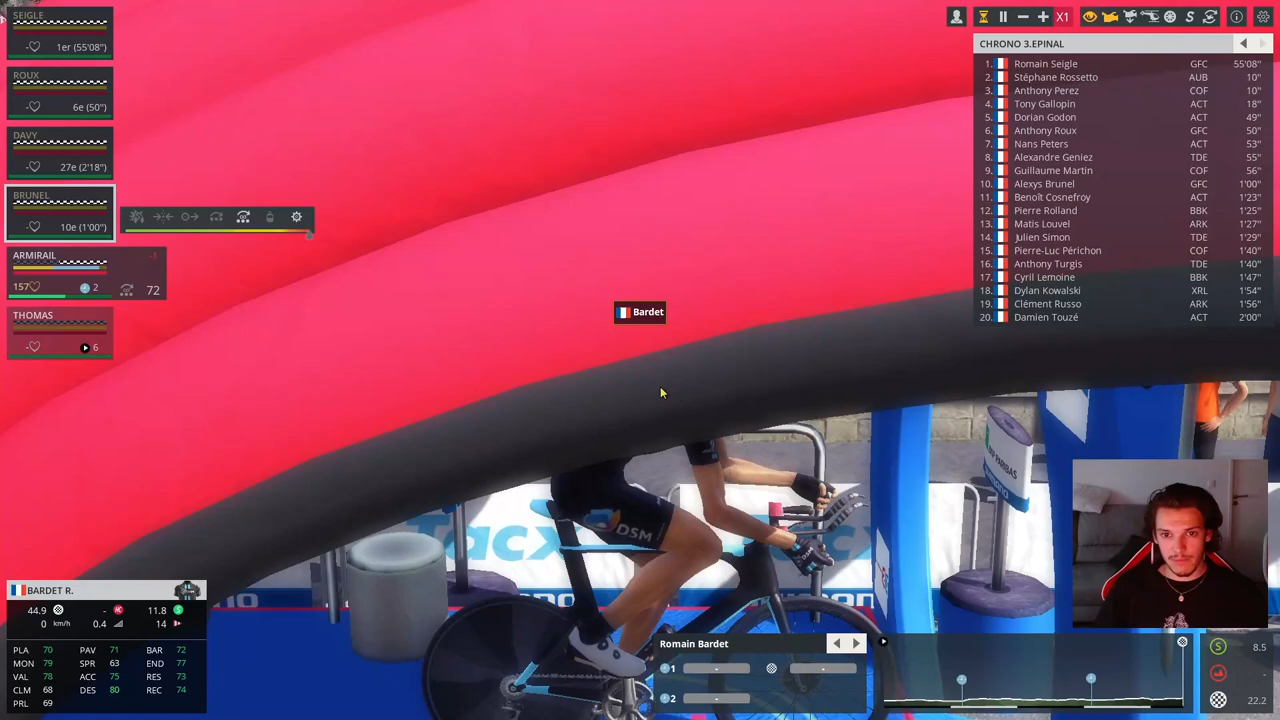 SEIGLE
1er (55'08'')
ROUX
6e (50'')
DAVY
27e (2'18'')
BRUNEL
10e (1'00'')
ARMIRAIL
-1
157
2
72
THOMAS
6
X1
CHRONO 3.EPINAL
1. Romain Seigle GFC 55'08''
2. Stéphane Rossetto AUB 10''
3. Anthony Perez COF 10''
4. Tony Gallopin ACT 18''
5. Dorian Godon ACT 49''
6. Anthony Roux GFC 50''
7. Nans Peters ACT 53''
8. Alexandre Geniez TDE 55''
9. Guillaume Martin COF 56''
10. Alexys Brunel GFC 1'00''
11. Benoît Cosnefroy ACT 1'23''
12. Pierre Rolland BBK 1'25''
13. Matis Louvel ARK 1'27''
14. Julien Simon TDE 1'29''
15. Pierre-Luc Périchon COF 1'40''
16. Anthony Turgis TDE 1'40''
17. Cyril Lemoine BBK 1'47''
18. Dylan Kowalski XRL 1'54''
19. Clément Russo ARK 1'56''
20. Damien Touzé ACT 2'00''
Bardet
BNP PARIBAS
Tacx
DSM
BARDET R.
44.9 - HC 11.8 S
0 km/h 0.4 14
PLA 70 PAV 71 BAR 72
MON 79 SPR 63 END 77
VAL 78 ACC 75 RES 73
CLM 68 DES 80 REC 74
PRL 69
Romain Bardet
1 - -
2 -
S 8.5
-
22.2